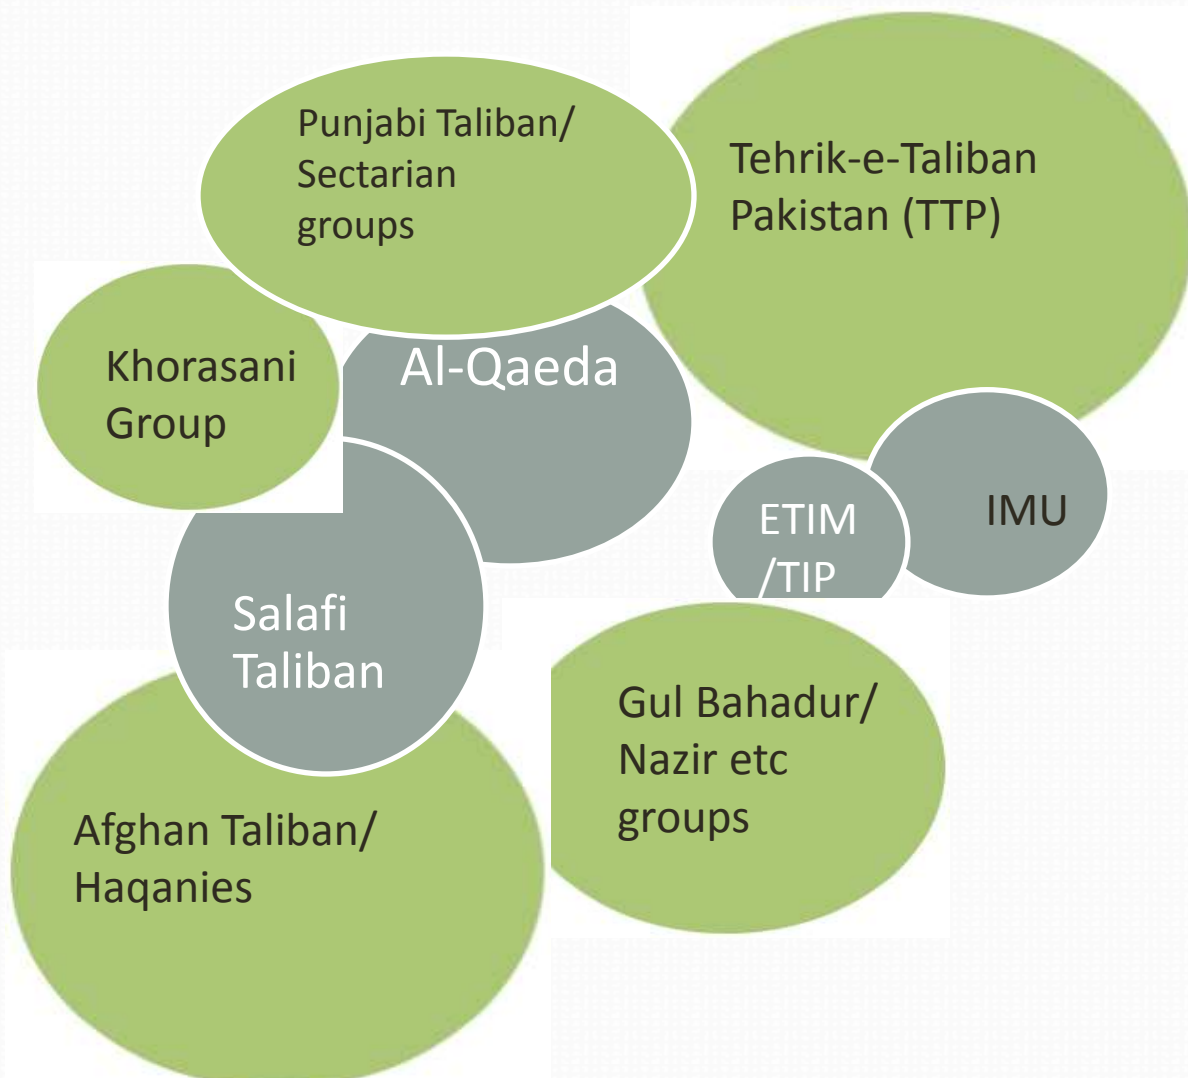 Punjabi Taliban/
Sectarian
groups
Tehrik-e-Taliban
Pakistan (TTP)
Khorasani
Group
Al-Qaeda
ETIM
/TIP
IMU
Salafi
Taliban
Gul Bahadur/
Nazir etc
groups
Afghan Taliban/
Haqanies